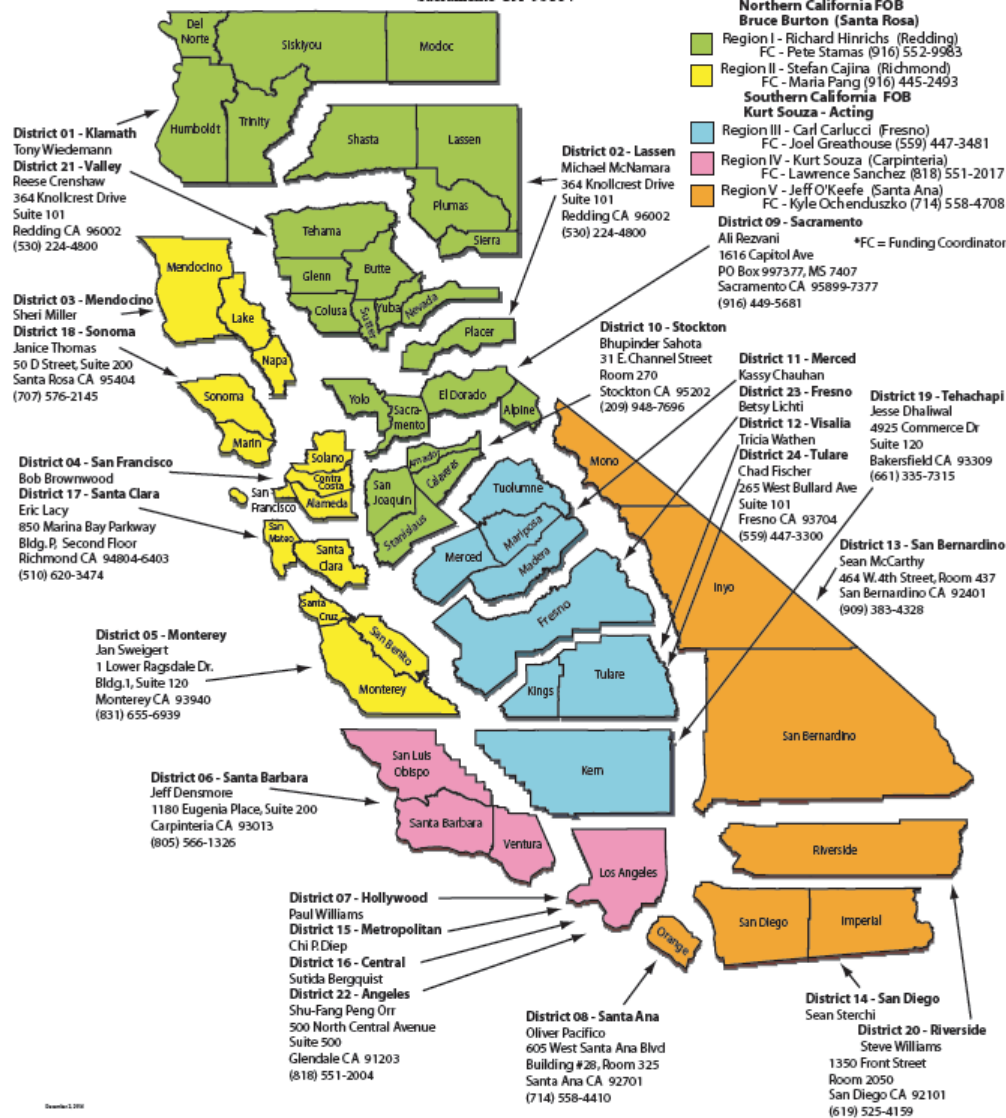 Northern California FOB
Bruce Burton (Santa Rosa)
Region I - Richard Hinrichs (Redding)
FC - Pete Stamas (916) 552-9983
Region II - Stefan Cajina (Richmond)
FC - Maria Pang (916) 445-2493
Southern California FOB
Kurt Souza - Acting
Region III - Carl Carlucci (Fresno)
FC - Joel Greathouse (559) 447-3481
Region IV - Kurt Souza (Carpinteria)
FC - Lawrence Sanchez (818) 551-2017
Region V - Jeff O'Keefe (Santa Ana)
FC - Kyle Ochenduszko (714) 558-4708
*FC = Funding Coordinator
Del
Norte
Siskiyou
Modoc
Humboldt
Trinity
Shasta
Lassen
Plumas
Sierra
District 01 - Klamath
Tony Wiedemann
District 21 - Valley
Reese Crenshaw
364 Knollcrest Drive
Suite 101
Redding CA 96002
(530) 224-4800
District 02 - Lassen
Michael McNamara
364 Knollcrest Drive
Suite 101
Redding CA 96002
(530) 224-4800
Tehama
Glenn
Butte
Colusa
Sutter
Yuba
Nevada
Placer
District 09 - Sacramento
Ali Rezvani
1616 Capitol Ave
PO Box 997377, MS 7407
Sacramento CA 95899-7377
(916) 449-5681
Mendocino
Lake
Napa
District 03 - Mendocino
Sheri Miller
District 18 - Sonoma
Janice Thomas
50 D Street, Suite 200
Santa Rosa CA 95404
(707) 576-2145
Sonoma
Marin
Yolo
Sacra-
mento
El Dorado
Alpine
District 10 - Stockton
Bhupinder Sahota
31 E. Channel Street
Room 270
Stockton CA 95202
(209) 948-7696
District 11 - Merced
Kassy Chauhan
District 23 - Fresno
Betsy Lichti
District 12 - Visalia
Tricia Wathen
District 24 - Tulare
Chad Fischer
265 West Bullard Ave
Suite 101
Fresno CA 93704
(559) 447-3300
District 19 - Tehachapi
Jesse Dhaliwal
4925 Commerce Dr
Suite 120
Bakersfield CA 93309
(661) 335-7315
District 04 - San Francisco
Bob Brownwood
District 17 - Santa Clara
Eric Lacy
850 Marina Bay Parkway
Bldg. P, Second Floor
Richmond CA 94804-6403
(510) 620-3474
Solano
Contra
Costa
San
Francisco
Alameda
San
Mateo
Santa
Clara
San
Joaquin
Amador
Calaveras
Stanislaus
Tuolumne
Mariposa
Merced
Madera
Mono
Inyo
District 13 - San Bernardino
Sean McCarthy
464 W. 4th Street, Room 437
San Bernardino CA 92401
(909) 383-4328
Santa
Cruz
San Benito
Monterey
Fresno
Kings
Tulare
District 05 - Monterey
Jan Sweigert
1 Lower Ragsdale Dr.
Bldg.1, Suite 120
Monterey CA 93940
(831) 655-6939
San Luis
Obispo
Santa Barbara
Ventura
Kern
San Bernardino
District 06 - Santa Barbara
Jeff Densmore
1180 Eugenia Place, Suite 200
Carpinteria CA 93013
(805) 566-1326
Los Angeles
Riverside
Orange
San Diego
Imperial
District 07 - Hollywood
Paul Williams
District 15 - Metropolitan
Chi P. Diep
District 16 - Central
Sutida Bergquist
District 22 - Angeles
Shu-Fang Peng Orr
500 North Central Avenue
Suite 500
Glendale CA 91203
(818) 551-2004
District 08 - Santa Ana
Oliver Pacifico
605 West Santa Ana Blvd
Building #28, Room 325
Santa Ana CA 92701
(714) 558-4410
District 14 - San Diego
Sean Sterchi
District 20 - Riverside
Steve Williams
1350 Front Street
Room 2050
San Diego CA 92101
(619) 525-4159